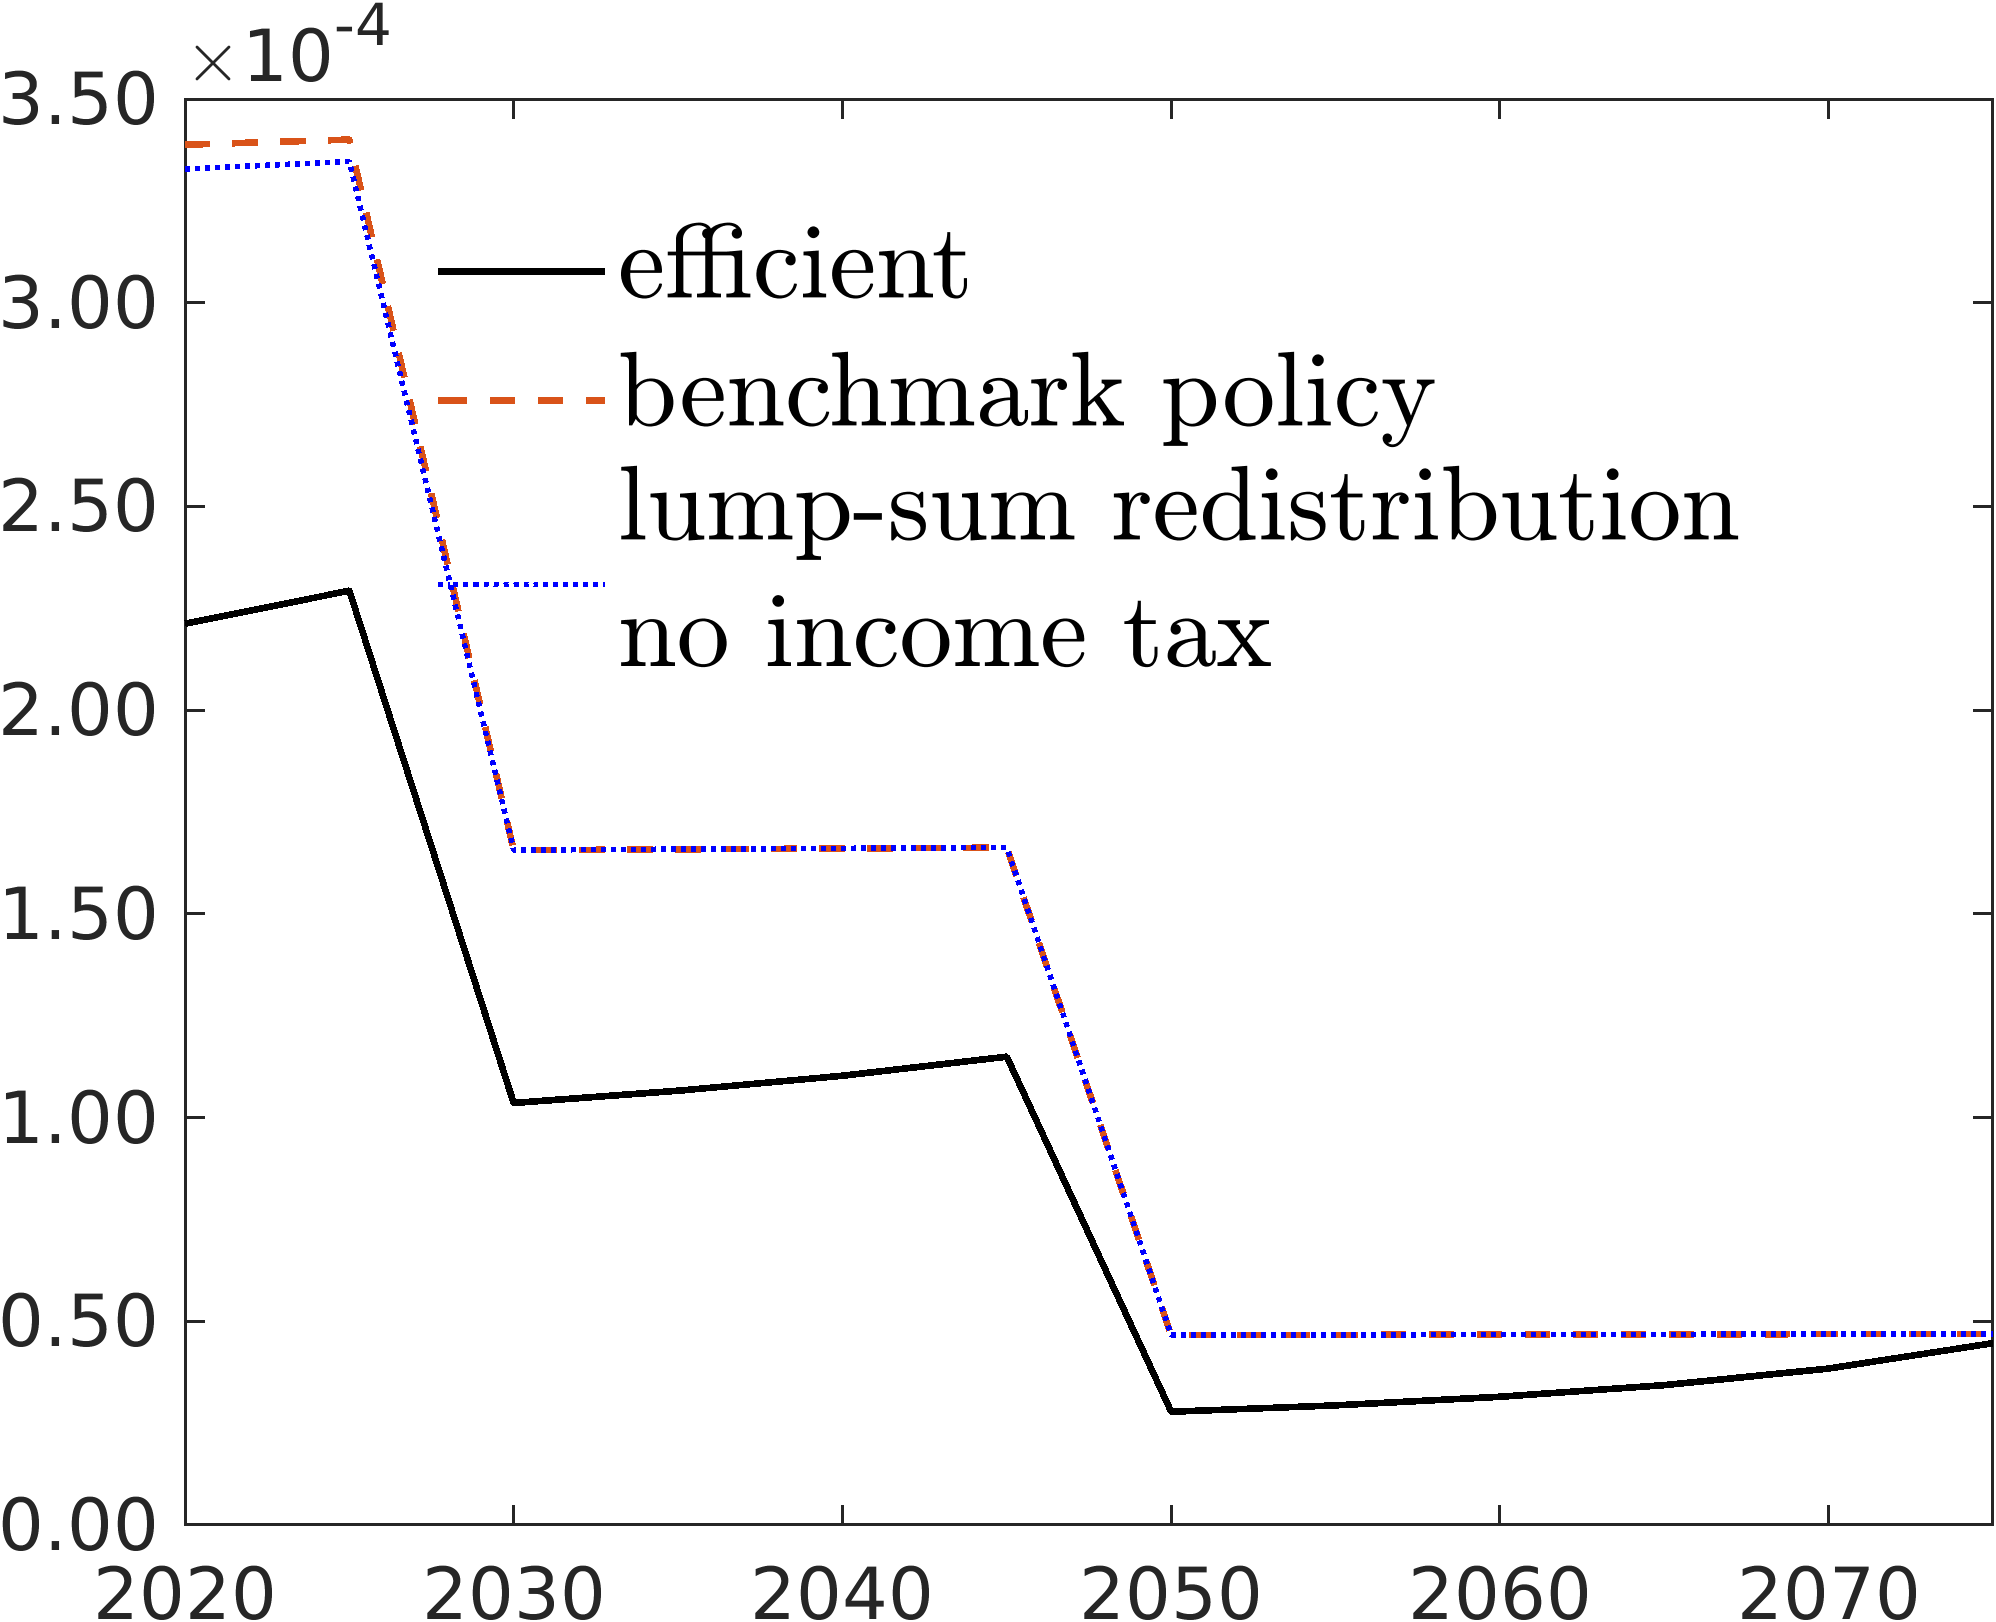 ×10-4
3.50
3.00
2.50
2.00
1.50
1.00
0.50
0.00
efficient
benchmark policy
lump-sum redistribution
no income tax
2020 2030 2040 2050 2060 2070